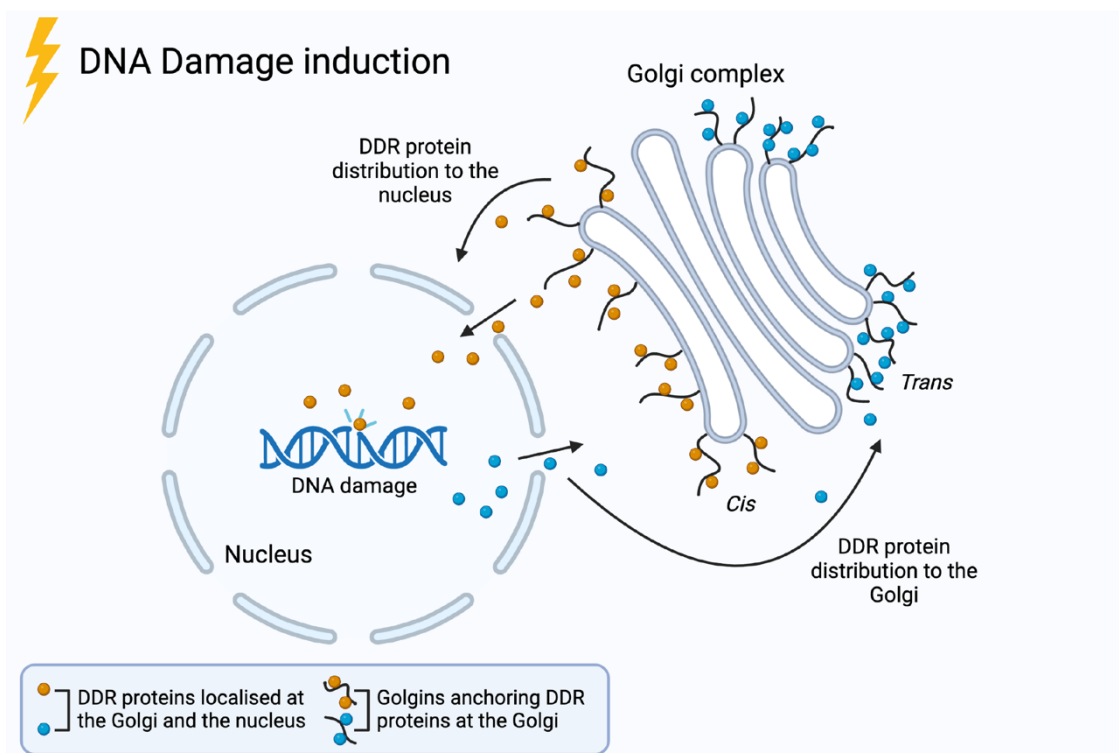 DNA Damage induction
Golgi complex
DDR protein
distribution to the
nucleus
Trans
DNA damage
Cis
Nucleus
DDR protein
distribution to the
Golgi
DDR proteins localised at
the Golgi and the nucleus
Golgins anchoring DDR
proteins at the Golgi